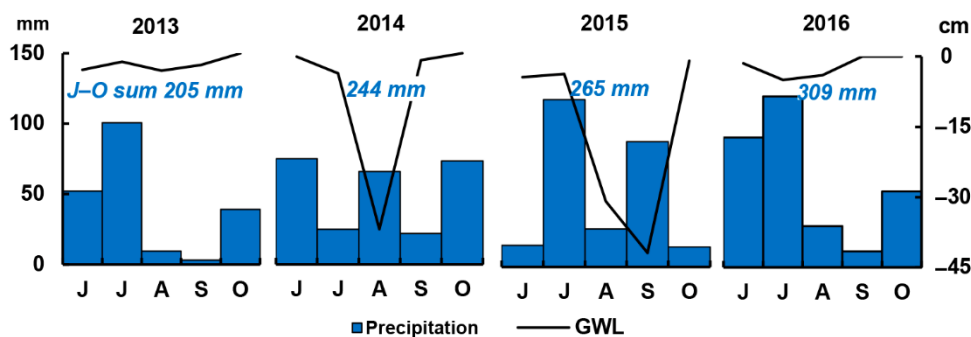 mm 2013 2014 2015 2016 cm
150 0
J–O sum 205 mm 244 mm 265 mm 309 mm
100 –15
50 –30
0 –45
J J A S O J J A S O J J A S O J J A S O
Precipitation GWL